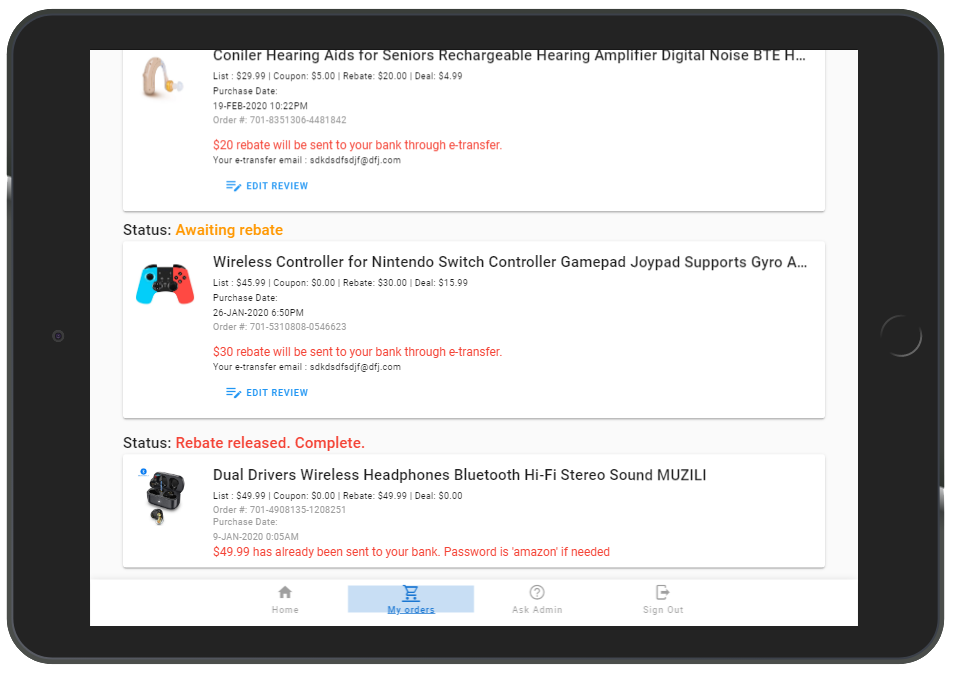 Coniler Hearing Aids for Seniors Rechargeable Hearing Amplifier Digital Noise BTE H...
List : $29.99 | Coupon: $5.00 | Rebate: $20.00 | Deal: $4.99
Purchase Date:
19-FEB-2020 10:22PM
Order #: 701-8351306-4481842
$20 rebate will be sent to your bank through e-transfer.
Your e-transfer email : sdkdsdfsdjf@dfj.com
EDIT REVIEW
Status: Awaiting rebate
Wireless Controller for Nintendo Switch Controller Gamepad Joypad Supports Gyro A...
List : $45.99 | Coupon: $0.00 | Rebate: $30.00 | Deal: $15.99
Purchase Date:
26-JAN-2020 6:50PM
Order #: 701-5310808-0546623
$30 rebate will be sent to your bank through e-transfer.
Your e-transfer email : sdkdsdfsdjf@dfj.com
EDIT REVIEW
Status: Rebate released. Complete.
Dual Drivers Wireless Headphones Bluetooth Hi-Fi Stereo Sound MUZILI
List : $49.99 | Coupon: $0.00 | Rebate: $49.99 | Deal: $0.00
Order #: 701-4908135-1208251
Purchase Date:
9-JAN-2020 0:05AM
$49.99 has already been sent to your bank. Password is 'amazon' if needed
Home
My orders
Ask Admin
Sign Out